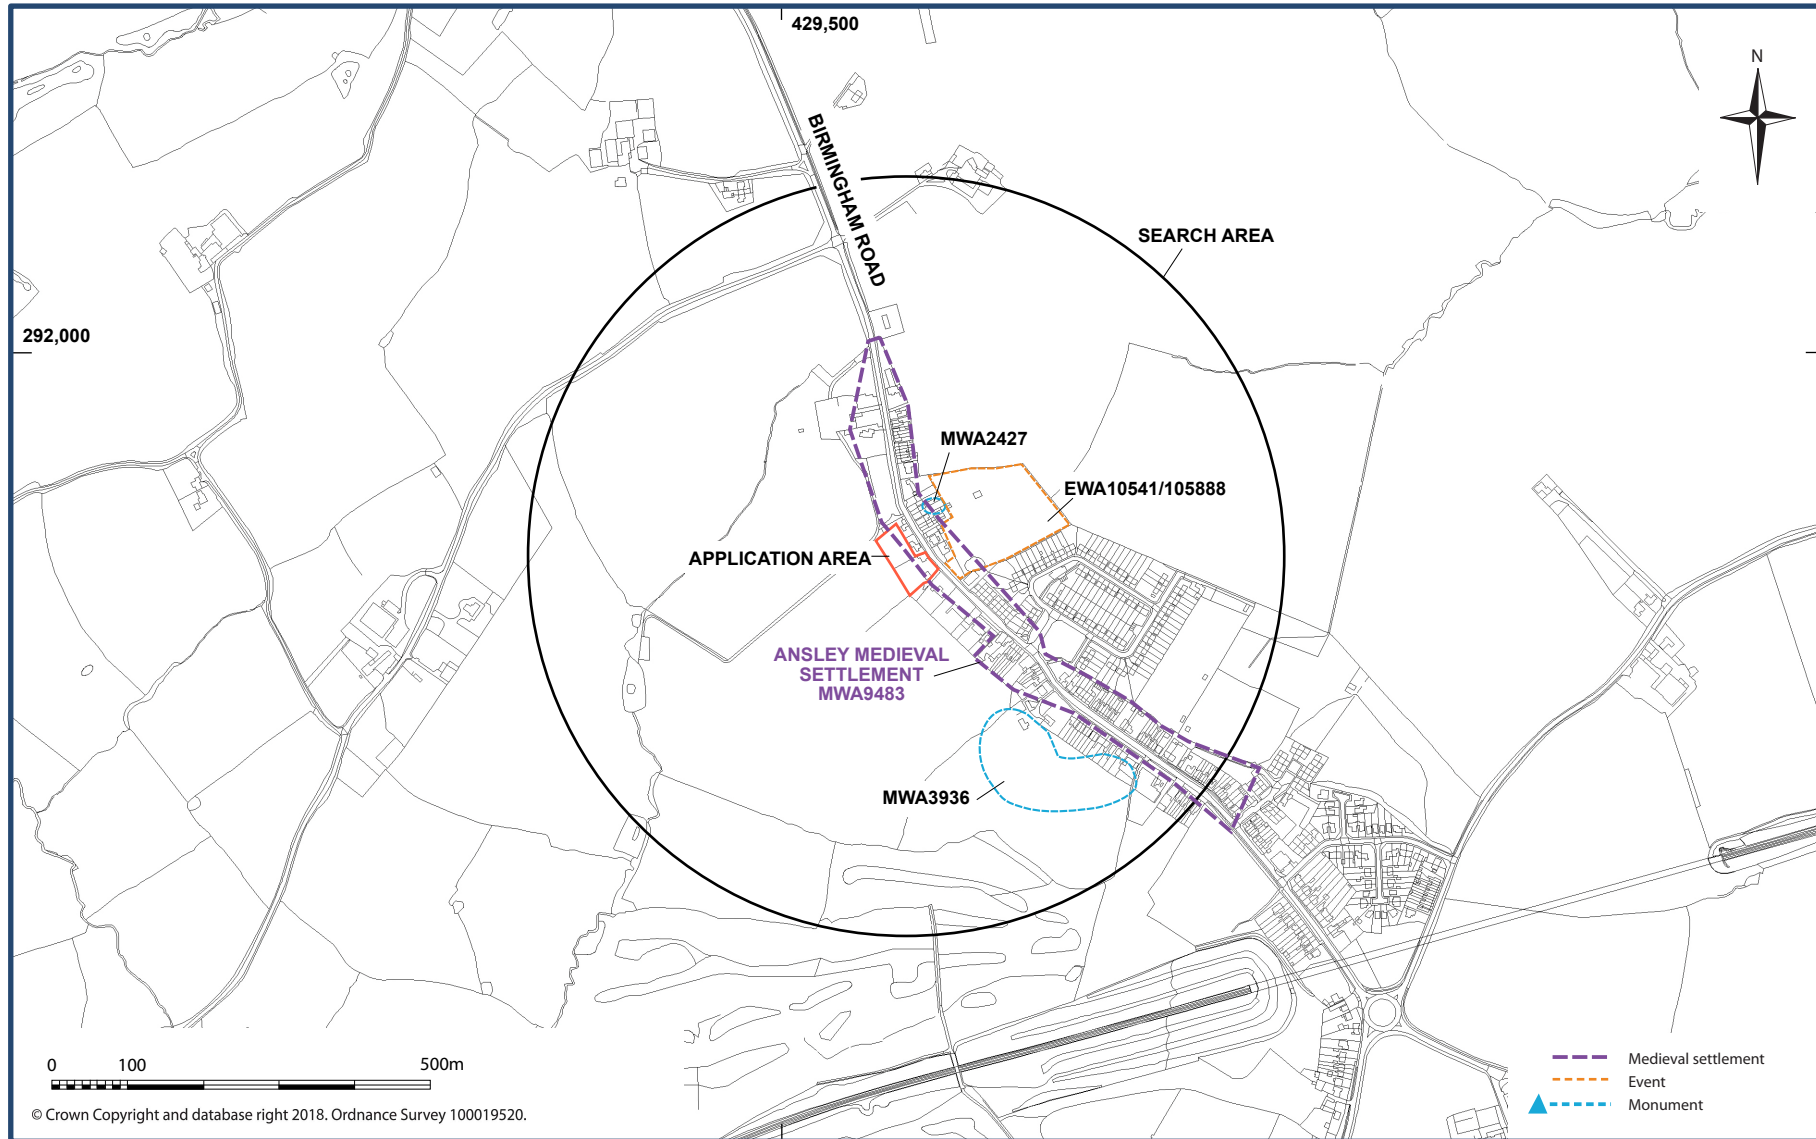 429,500
N
BIRMINGHAM ROAD
SEARCH AREA
292,000
MWA2427
EWA10541/105888
APPLICATION AREA
ANSLEY MEDIEVAL
SETTLEMENT
MWA9483
MWA3936
0 100 500m
© Crown Copyright and database right 2018. Ordnance Survey 100019520.
Medieval settlement
Event
Monument